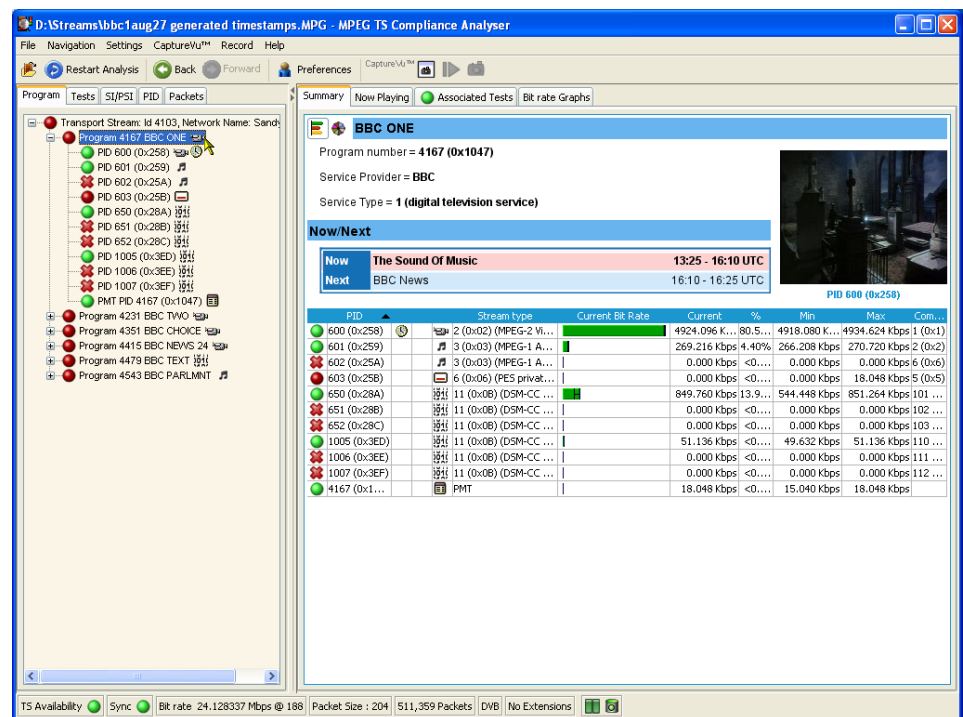 D:\Streams\bbc1aug27 generated timestamps.MPG - MPEG TS Compliance Analyser
File Navigation Settings CaptureVu™ Record Help
Restart Analysis Back Forward Preferences CaptureVu™
Program Tests SI/PSI PID Packets
Summary Now Playing Associated Tests Bit rate Graphs
Transport Stream: Id 4103, Network Name: Sandy
Program 4167 BBC ONE
PID 600 (0x258)
PID 601 (0x259)
PID 602 (0x25A)
PID 603 (0x25B)
PID 650 (0x28A)
PID 651 (0x28B)
PID 652 (0x28C)
PID 1005 (0x3ED)
PID 1006 (0x3EE)
PID 1007 (0x3EF)
PMT PID 4167 (0x1047)
Program 4231 BBC TWO
Program 4351 BBC CHOICE
Program 4415 BBC NEWS 24
Program 4479 BBC TEXT
Program 4543 BBC PARLMNT
BBC ONE
Program number = 4167 (0x1047)
Service Provider = BBC
Service Type = 1 (digital television service)
Now/Next
Now The Sound Of Music 13:25 - 16:10 UTC
Next BBC News 16:10 - 16:25 UTC
PID 600 (0x258)
PID Stream type Current Bit Rate Current % Min Max Com...
600 (0x258) 2 (0x02) (MPEG-2 Vi... 4924.096 K... 80.5... 4918.080 K... 4934.624 Kbps 1 (0x1)
601 (0x259) 3 (0x03) (MPEG-1 A... 269.216 Kbps 4.40% 266.208 Kbps 270.720 Kbps 2 (0x2)
602 (0x25A) 3 (0x03) (MPEG-1 A... 0.000 Kbps <0.... 0.000 Kbps 0.000 Kbps 6 (0x6)
603 (0x25B) 6 (0x06) (PES privat... 0.000 Kbps <0.... 0.000 Kbps 18.048 Kbps 5 (0x5)
650 (0x28A) 11 (0x0B) (DSM-CC ... 849.760 Kbps 13.9... 544.448 Kbps 851.264 Kbps 101 ...
651 (0x28B) 11 (0x0B) (DSM-CC ... 0.000 Kbps <0.... 0.000 Kbps 0.000 Kbps 102 ...
652 (0x28C) 11 (0x0B) (DSM-CC ... 0.000 Kbps <0.... 0.000 Kbps 0.000 Kbps 103 ...
1005 (0x3ED) 11 (0x0B) (DSM-CC ... 51.136 Kbps <0.... 49.632 Kbps 51.136 Kbps 110 ...
1006 (0x3EE) 11 (0x0B) (DSM-CC ... 0.000 Kbps <0.... 0.000 Kbps 0.000 Kbps 111 ...
1007 (0x3EF) 11 (0x0B) (DSM-CC ... 0.000 Kbps <0.... 0.000 Kbps 0.000 Kbps 112 ...
4167 (0x1... PMT 18.048 Kbps <0.... 15.040 Kbps 18.048 Kbps
TS Availability Sync Bit rate 24.128337 Mbps @ 188 Packet Size : 204 511,359 Packets DVB No Extensions